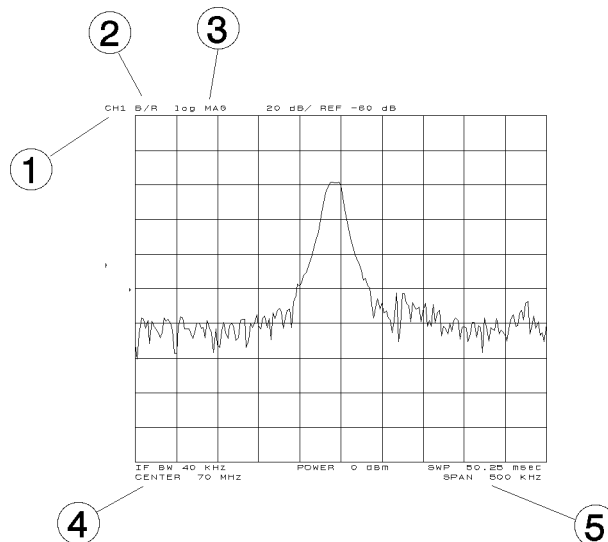 2 3
CH1 B/R log MAG 20 dB/ REF -60 dB
1
IF BW 40 KHZ POWER 0 dBm SWP 50.25 msec
CENTER 70 MHZ SPAN 500 KHZ
4 5